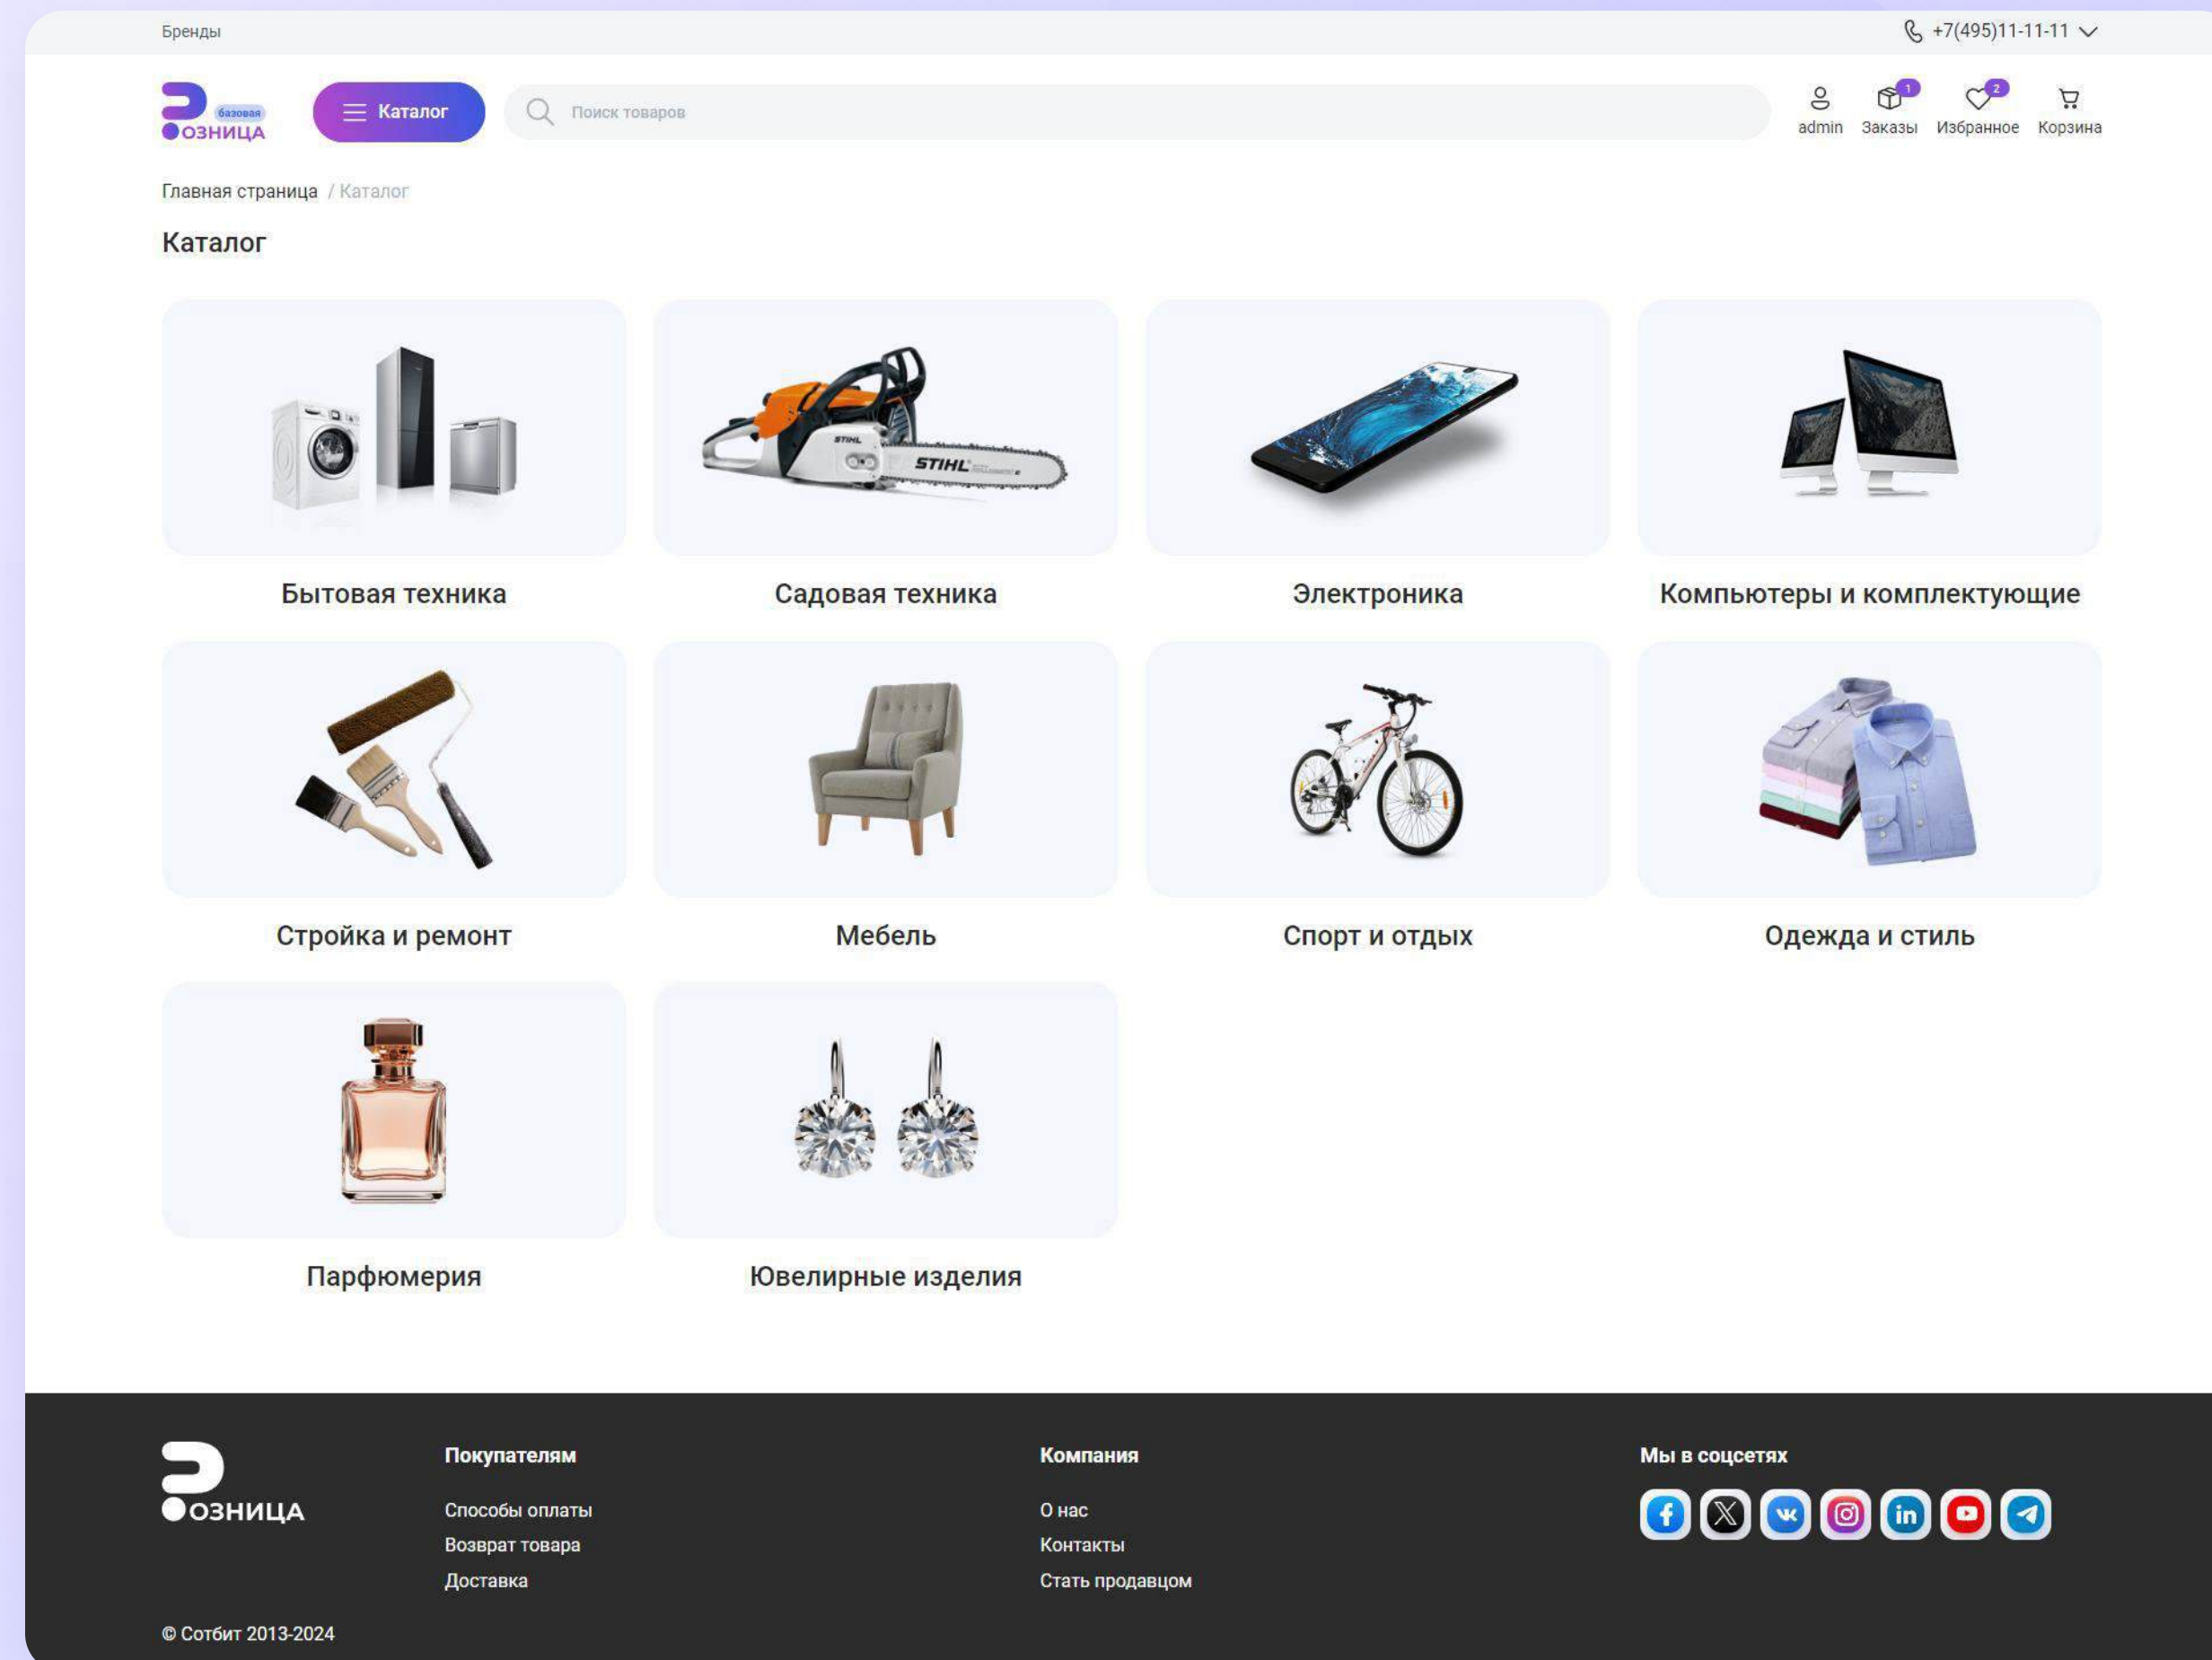 Бренды
+7(495)11-11-11
базовая
ОЗНИЦА
Каталог
Поиск товаров
1
2
admin
Заказы
Избранное
Корзина
Главная страница / Каталог
Каталог
STIHL
STIHL
Бытовая техника
Садовая техника
Электроника
Компьютеры и комплектующие
Стройка и ремонт
Мебель
Спорт и отдых
Одежда и стиль
Парфюмерия
Ювелирные изделия
ОЗНИЦА
Покупателям
Способы оплаты
Возврат товара
Доставка
Компания
О нас
Контакты
Стать продавцом
Мы в соцсетях
© Сотбит 2013-2024